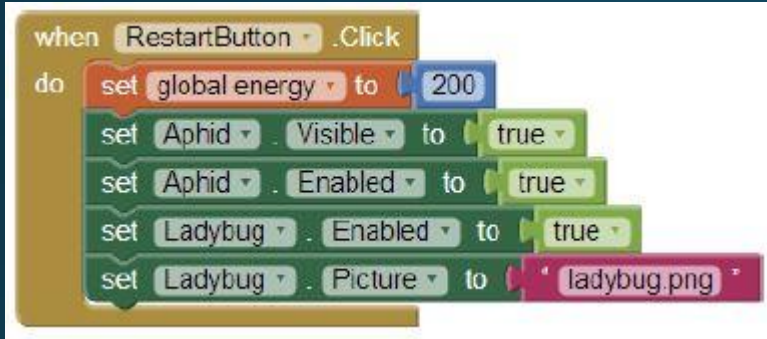 when RestartButton .Click
do set global energy to 200
set Aphid . Visible to true
set Aphid . Enabled to true
set Ladybug . Enabled to true
set Ladybug . Picture to " ladybug.png "